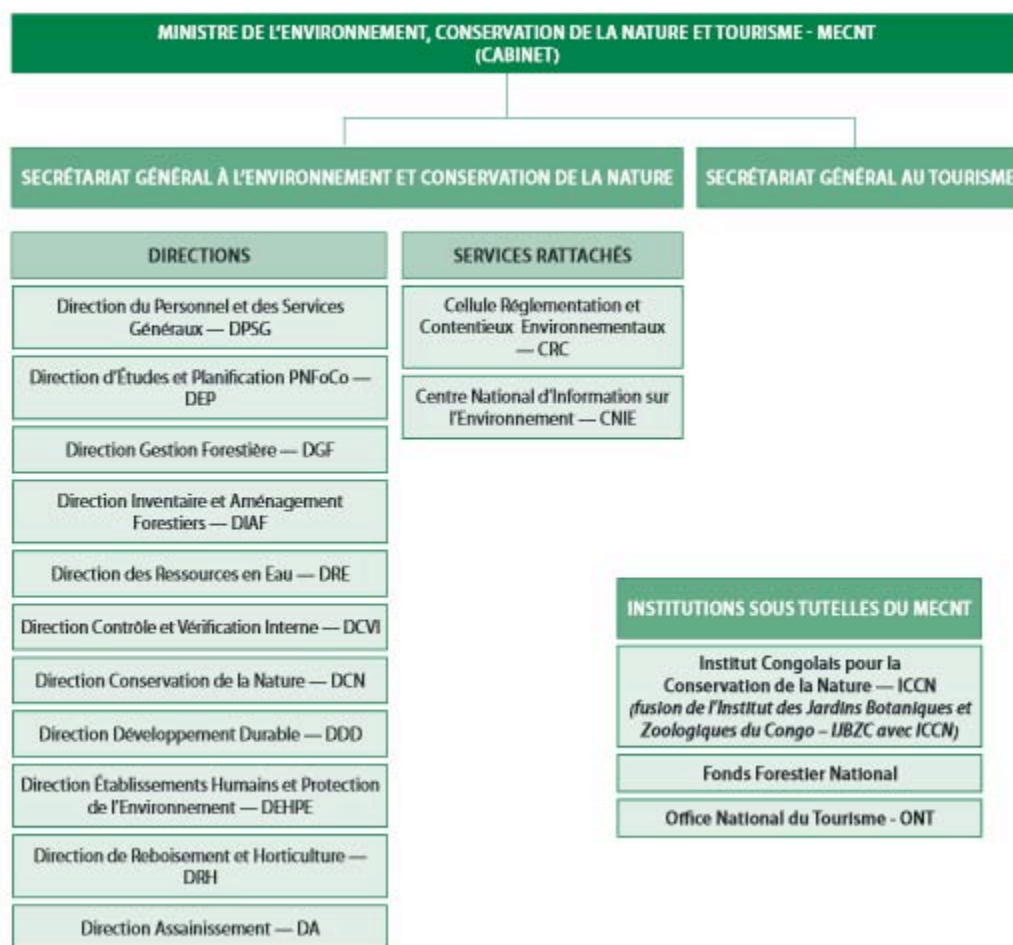 MINISTRE DE L'ENVIRONNEMENT, CONSERVATION DE LA NATURE ET TOURISME - MECNT
(CABINET)
SECRÉTARIAT GÉNÉRAL À L'ENVIRONNEMENT ET CONSERVATION DE LA NATURE
SECRÉTARIAT GÉNÉRAL AU TOURISME
DIRECTIONS
Direction du Personnel et des Services
Généraux — DPSG
Direction d'Études et Planification PNFoCo —
DEP
Direction Gestion Forestière — DGF
Direction Inventaire et Aménagement
Forestiers — DIAF
Direction des Ressources en Eau — DRE
Direction Contrôle et Vérification Interne — DCVI
Direction Conservation de la Nature — DCN
Direction Développement Durable — DDD
Direction Établissements Humains et Protection
de l'Environnement — DEHPE
Direction de Reboisement et Horticulture —
DRH
Direction Assainissement — DA
SERVICES RATTACHÉS
Cellule Réglementation et
Contentieux Environnementaux
— CRC
Centre National d'Information sur
l'Environnement — CNIE
INSTITUTIONS SOUS TUTELLES DU MECNT
Institut Congolais pour la
Conservation de la Nature — ICCN
(fusion de l'Institut des Jardins Botaniques et
Zoologiques du Congo – IJBZC avec ICCN)
Fonds Forestier National
Office National du Tourisme - ONT